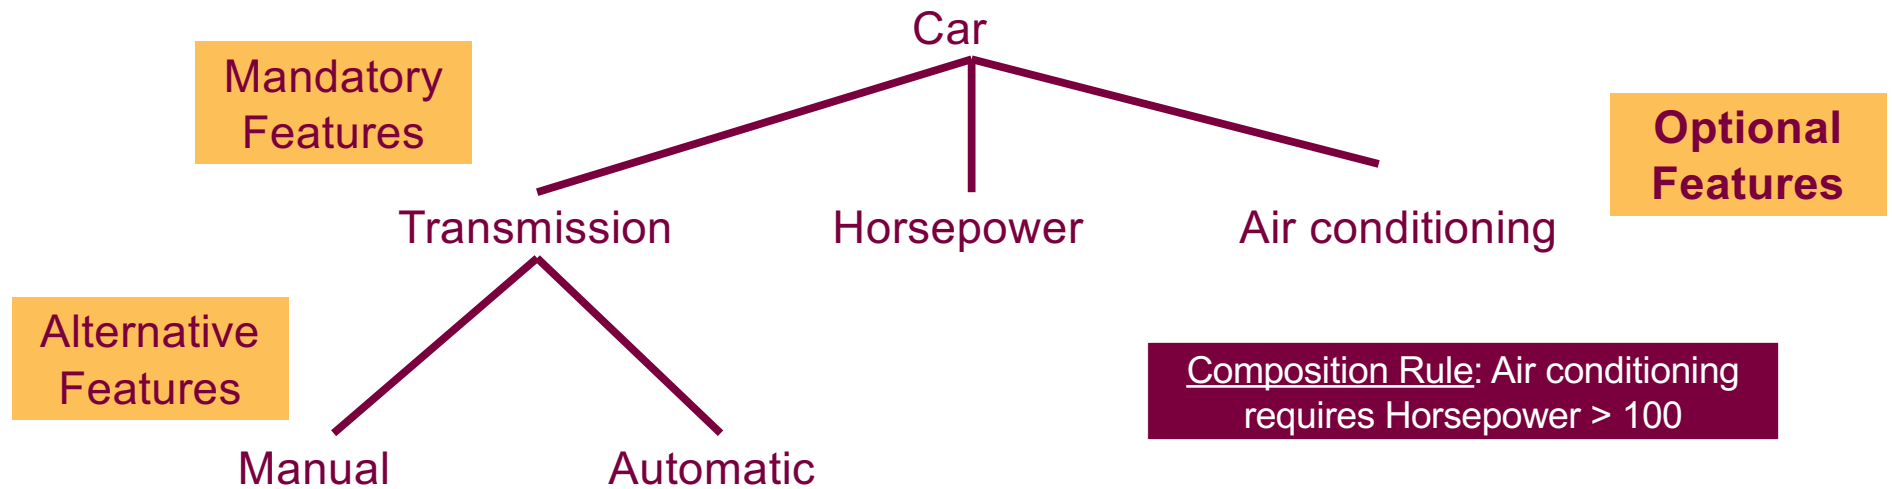 Car
Mandatory
Features
Optional
Features
Transmission
Horsepower
Air conditioning
Alternative
Features
Composition Rule: Air conditioning
requires Horsepower > 100
Manual
Automatic